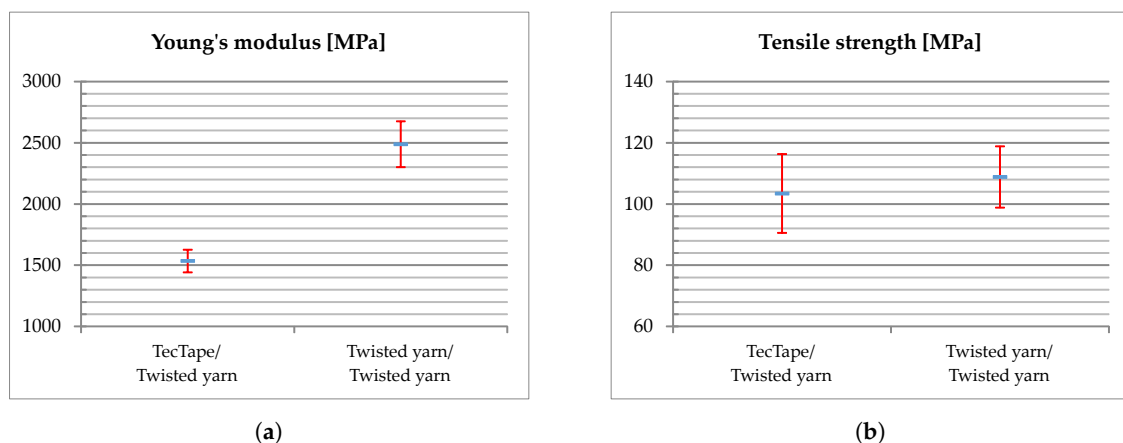 Young's modulus [MPa]
3000
2500
2000
1500
1000
TecTape/
Twisted yarn
Twisted yarn/
Twisted yarn
(a)
Tensile strength [MPa]
140
120
100
80
60
TecTape/
Twisted yarn
Twisted yarn/
Twisted yarn
(b)